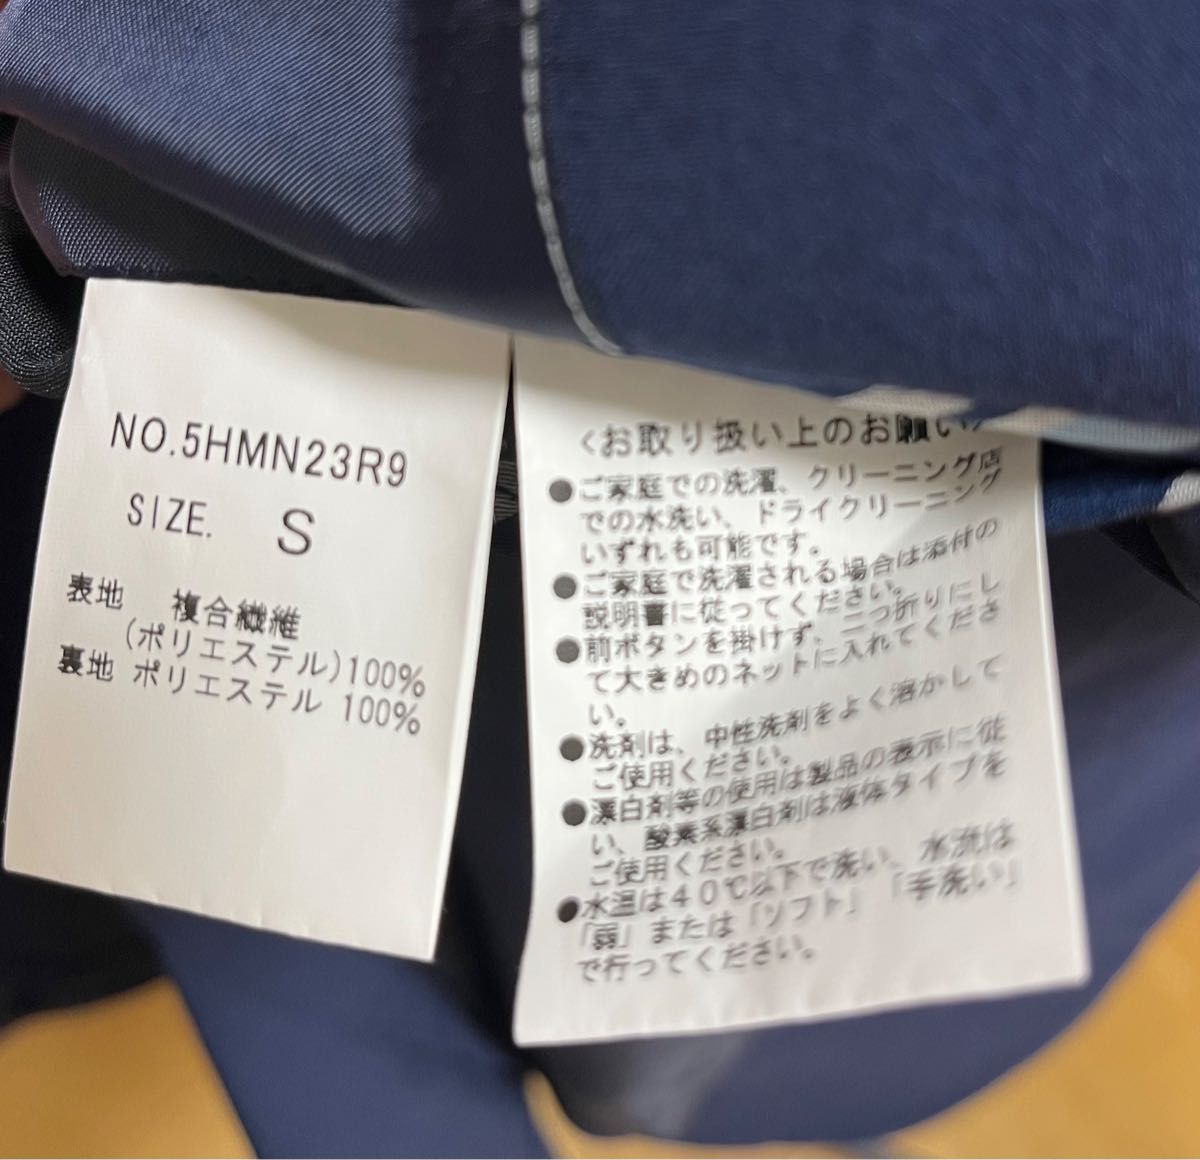 NO.5HMN23R9
SIZE. S
表地 複合繊維
(ポリエステル)100%
裏地 ポリエステル 100%
<お取り扱い上のお願い>
●ご家庭での洗濯、クリーニング店
での水洗い、ドライクリーニング
いずれも可能です。
●ご家庭で洗濯される場合は添付の
説明書に従ってください。
●前ボタンを掛けず、二つ折りにし
て大きめのネットに入れてくださ
い。
●洗剤は、中性洗剤をよく溶かして
ご使用ください。
●漂白剤等の使用は製品の表示に従
い、酸素系漂白剤は液体タイプを
ご使用ください。
●水温は40℃以下で洗い、水流は
「弱」または「ソフト」「手洗い」
で行ってください。